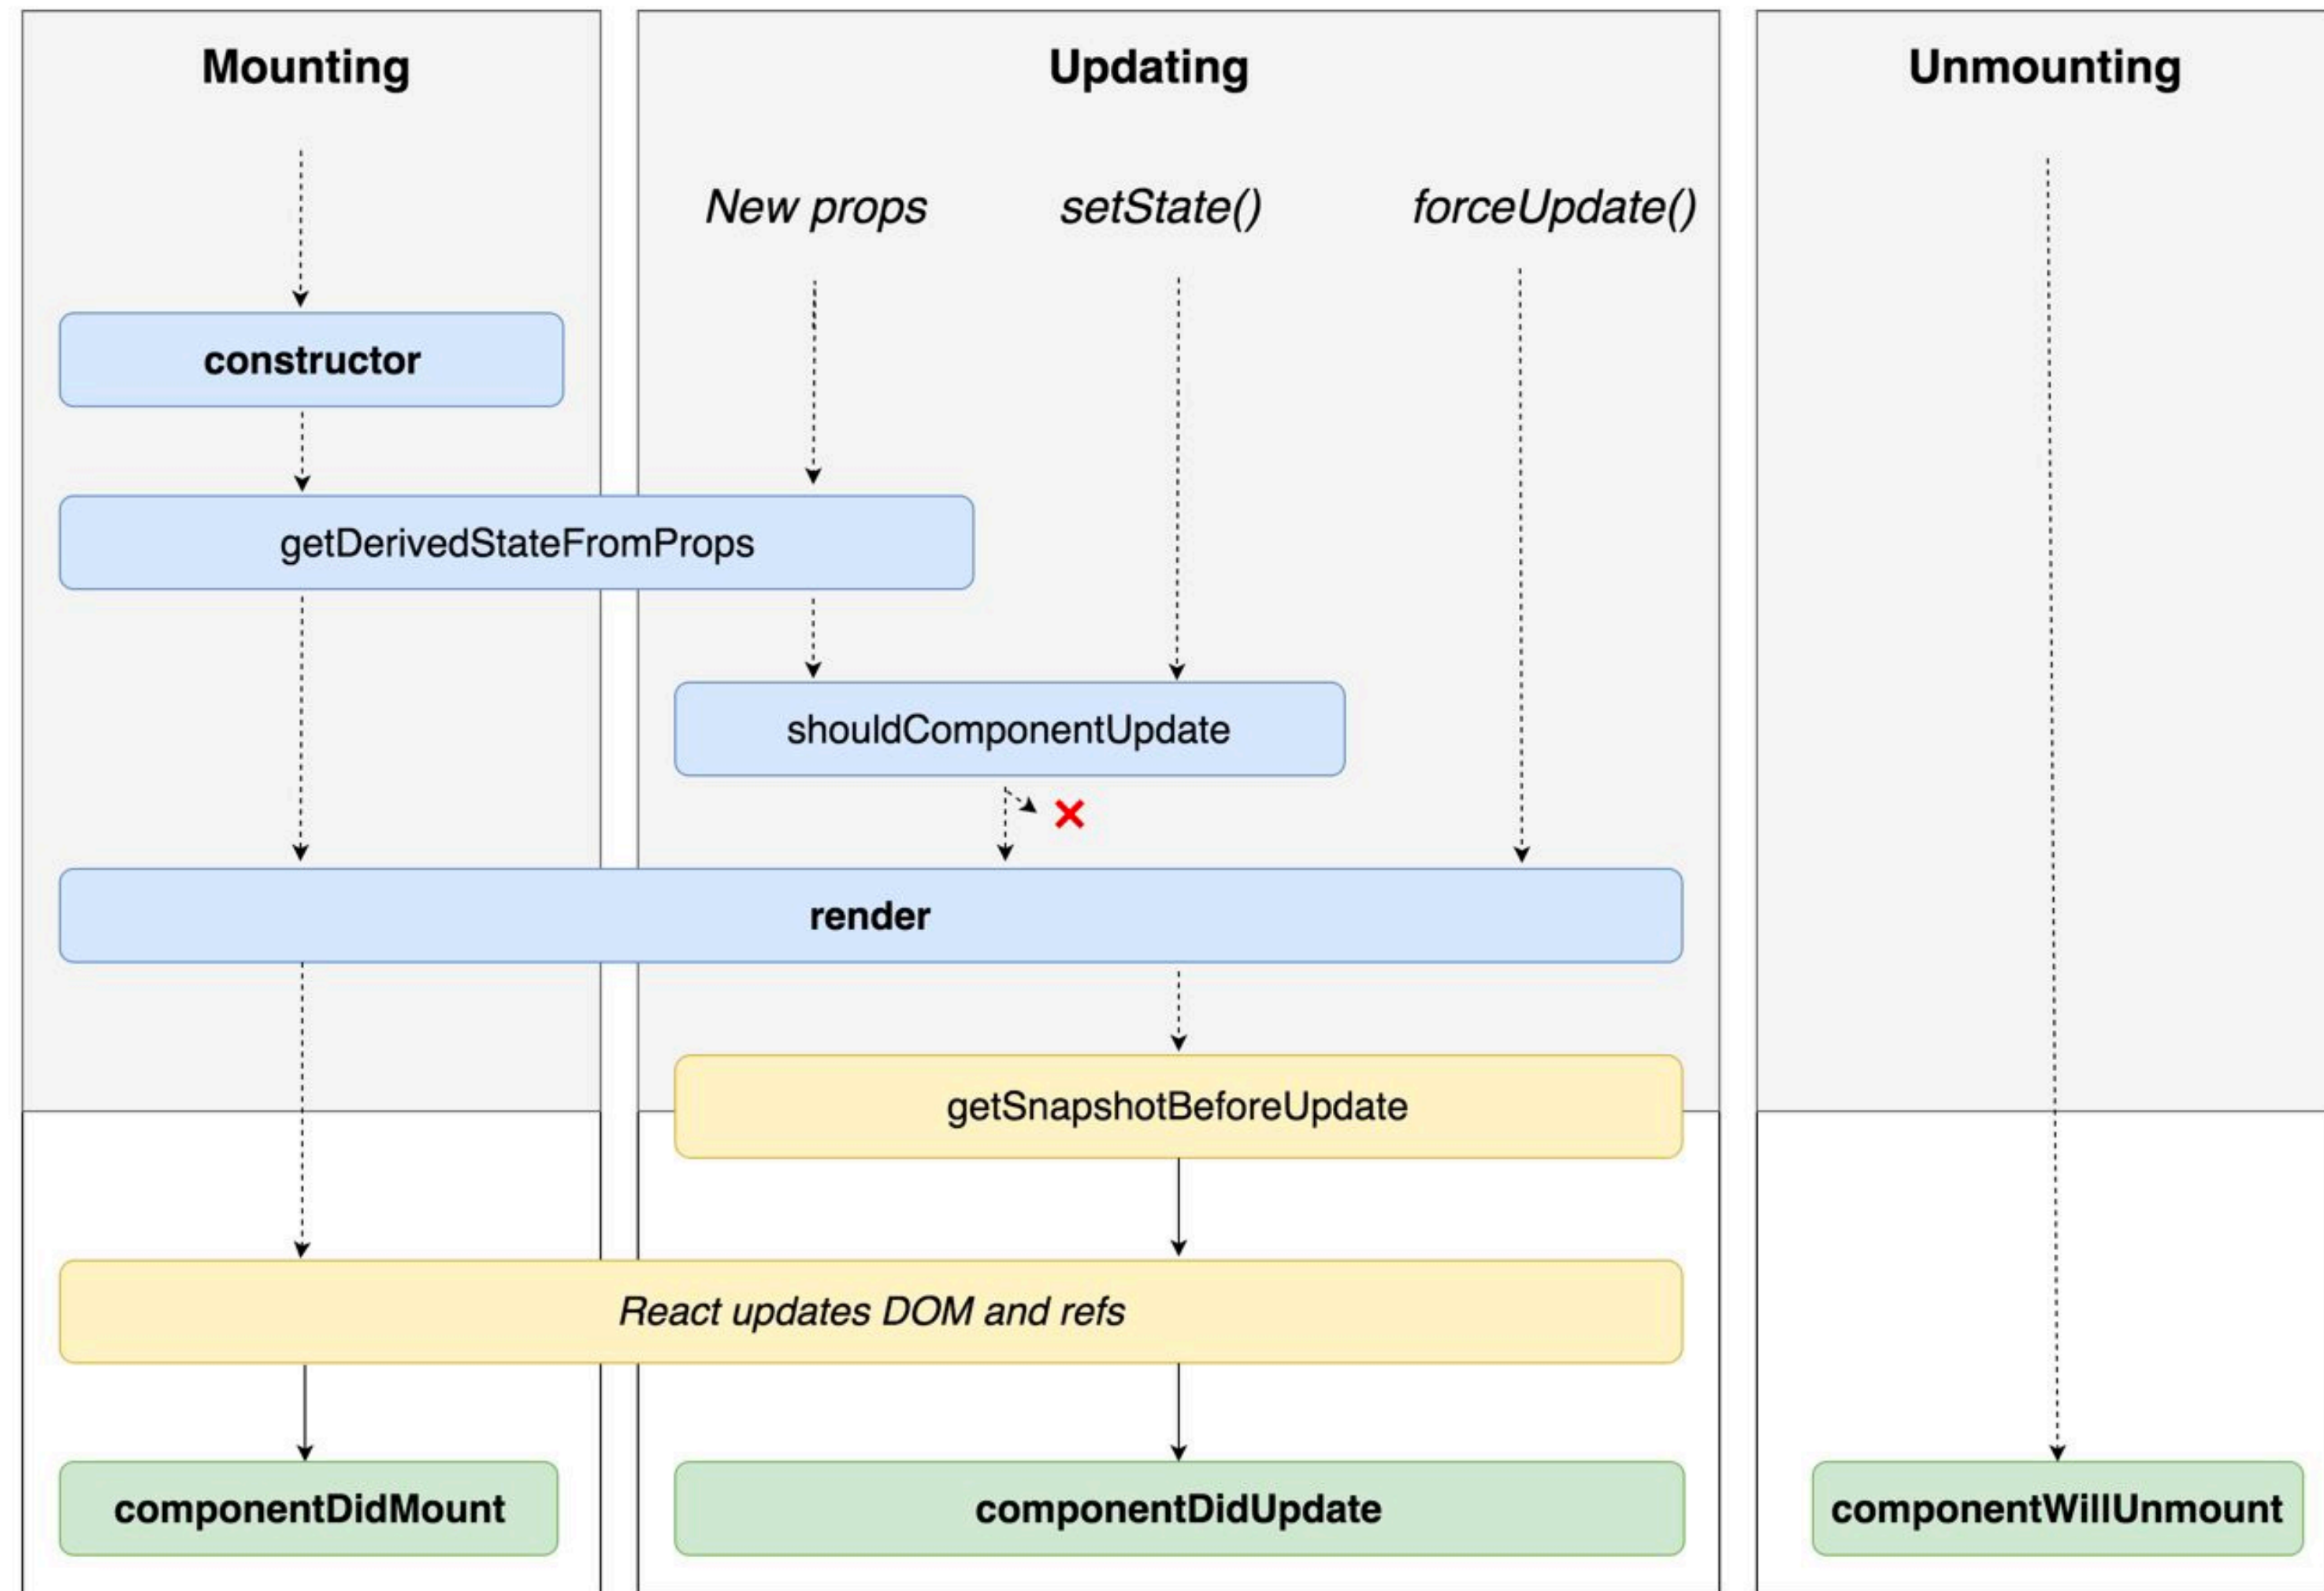 Mounting
Updating
Unmounting
New props
setState()
forceUpdate()
constructor
getDerivedStateFromProps
shouldComponentUpdate
render
getSnapshotBeforeUpdate
React updates DOM and refs
componentDidMount
componentDidUpdate
componentWillUnmount